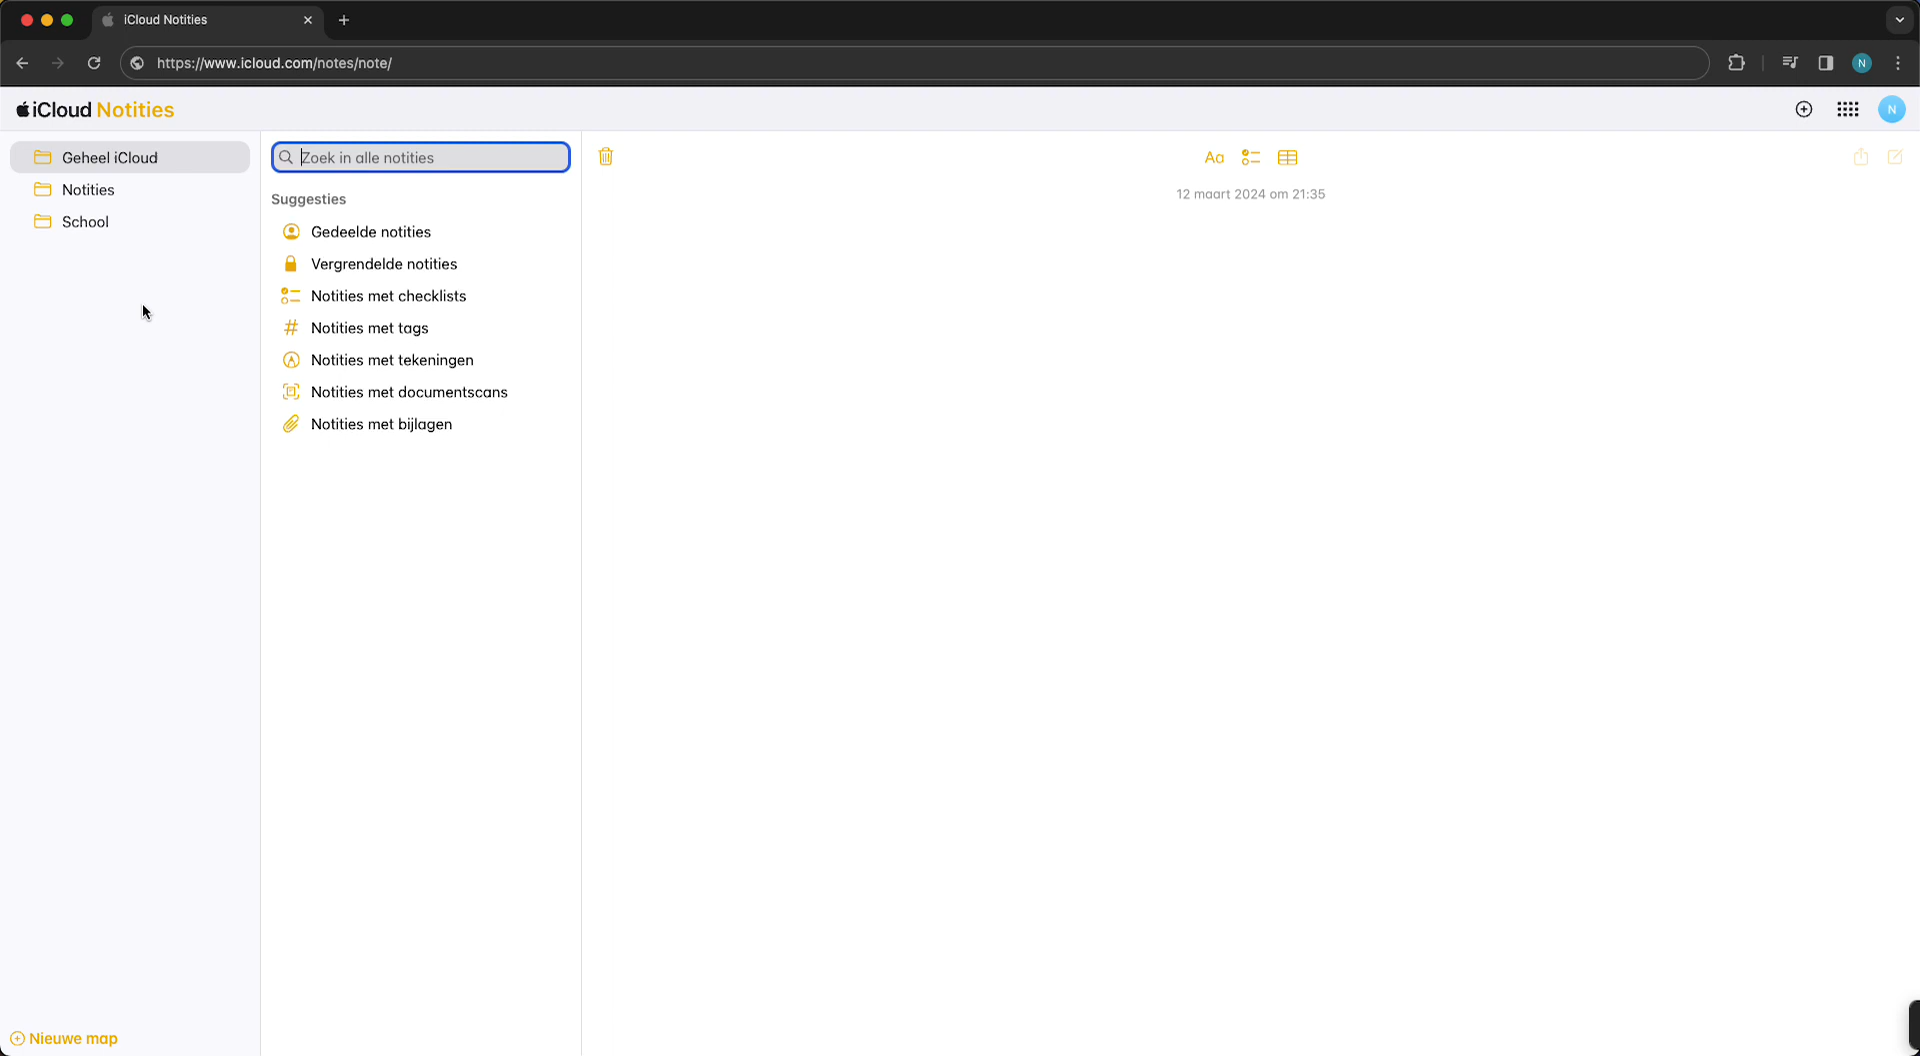 iCloud Notities
https://www.icloud.com/notes/note/
N
iCloud Notities
N
Geheel iCloud
Notities
School
Zoek in alle notities
Suggesties
Gedeelde notities
Vergrendelde notities
Notities met checklists
Notities met tags
Notities met tekeningen
Notities met documentscans
Notities met bijlagen
Aa
12 maart 2024 om 21:35
Nieuwe map